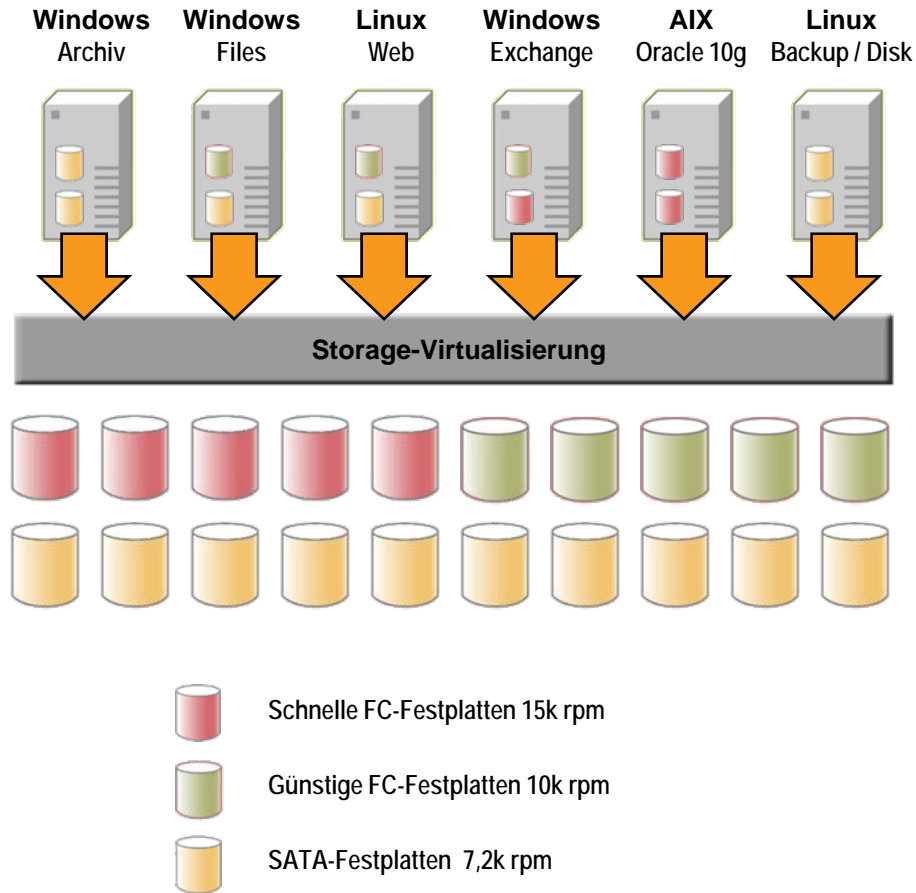 Windows Windows Linux Windows AIX Linux
Archiv Files Web Exchange Oracle 10g Backup / Disk
Storage-Virtualisierung
Schnelle FC-Festplatten 15k rpm
Günstige FC-Festplatten 10k rpm
SATA-Festplatten 7,2k rpm